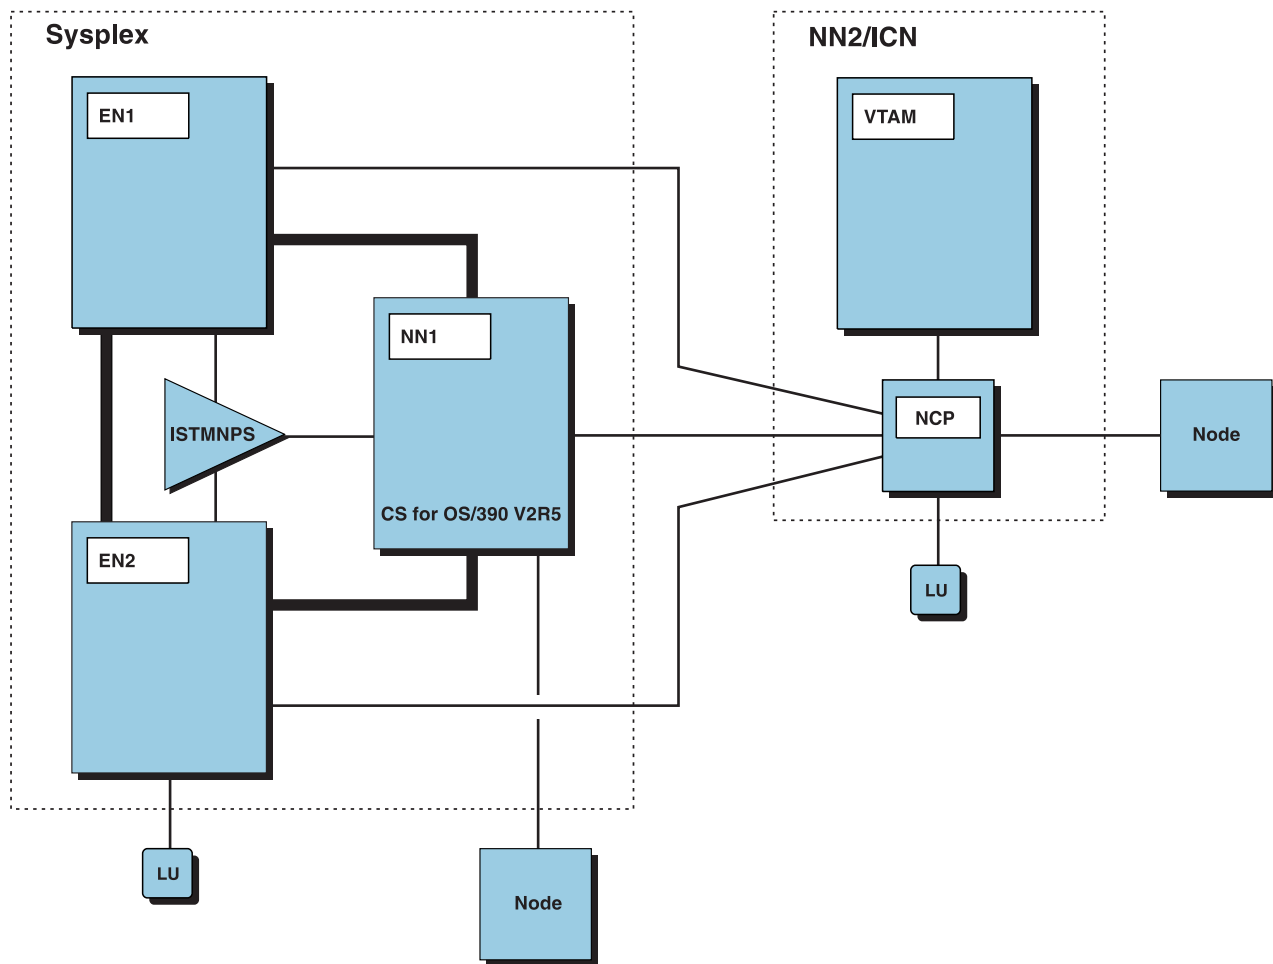 Sysplex
NN2/ICN
EN1
VTAM
NN1
NCP
ISTMNPS
Node
CS for OS/390 V2R5
EN2
LU
LU
Node